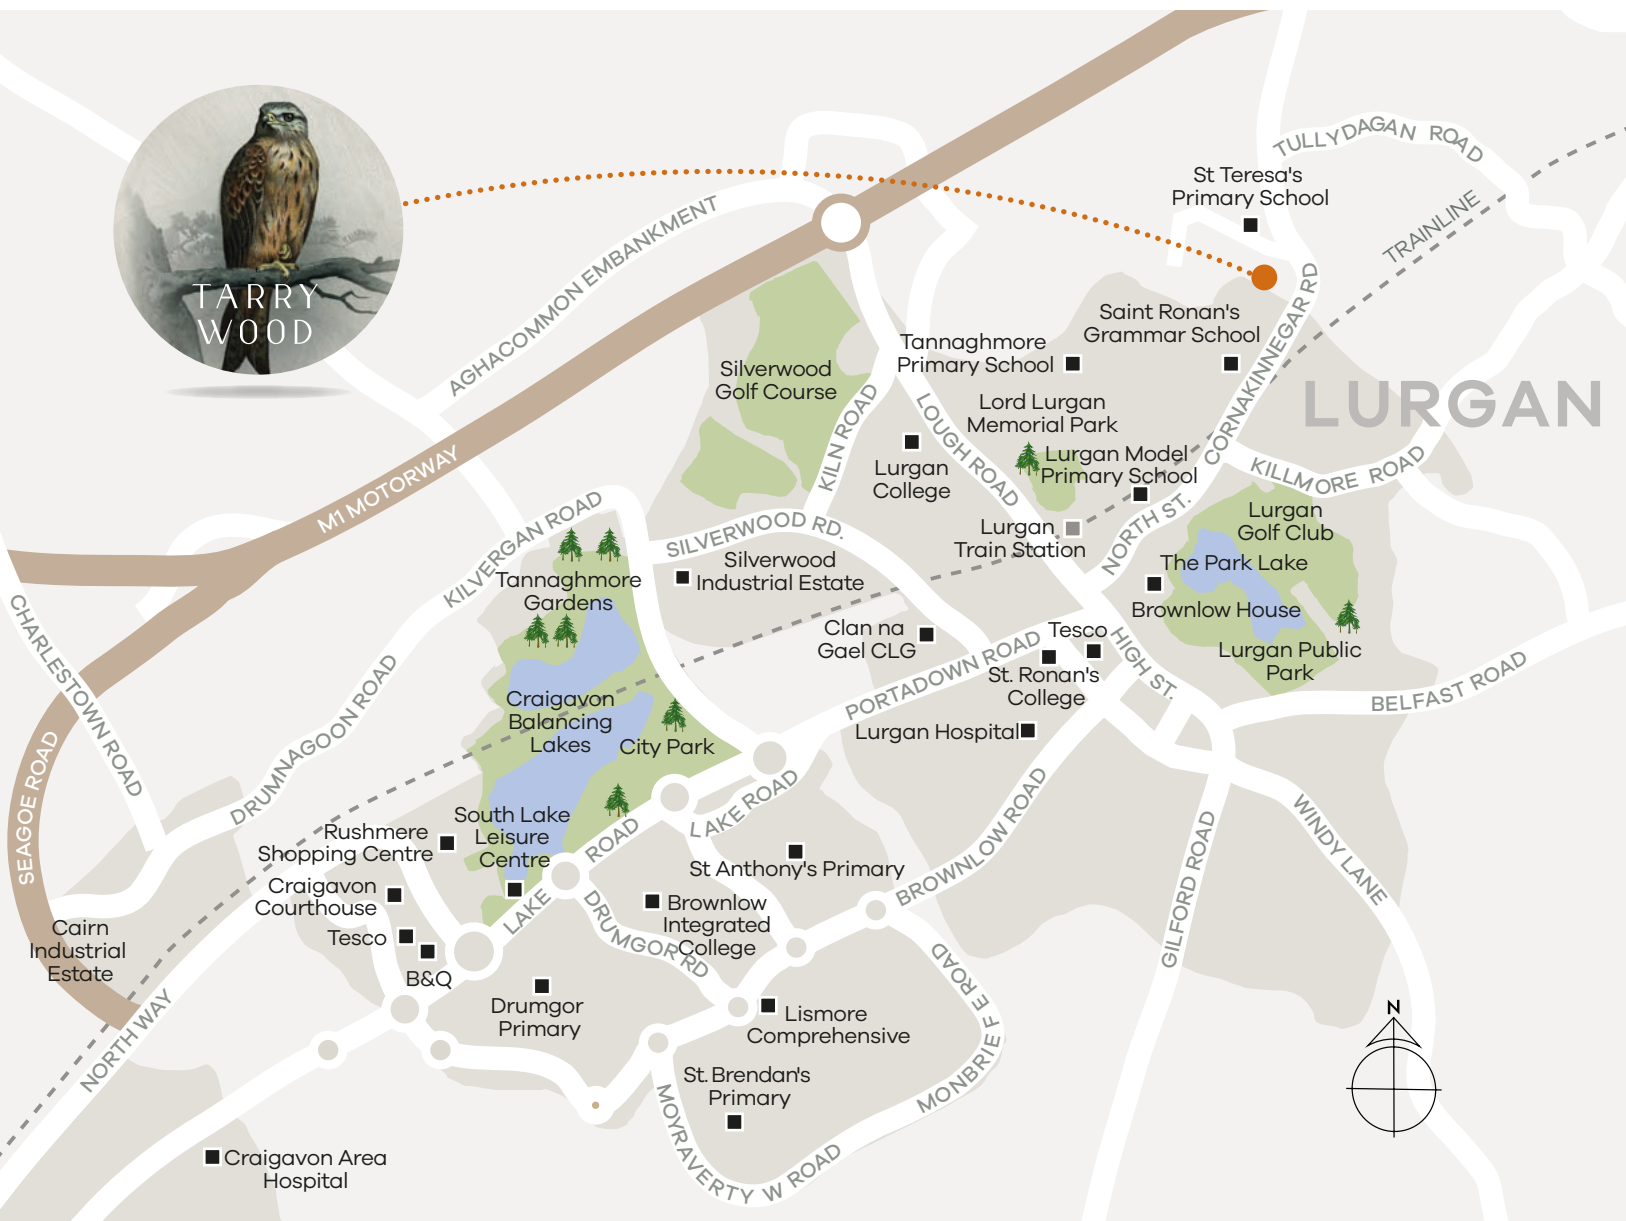 TARRY
WOOD
AGHACOMMON EMBANKMENT
M1 MOTORWAY
St Teresa's
Primary School
TULLYDAGAN ROAD
TRAINLINE
Saint Ronan's
Grammar School
CORNAKINNEGAR RD
LURGAN
Tannaghmore
Primary School
Silverwood
Golf Course
KILN ROAD
LOUGH ROAD
Lord Lurgan
Memorial Park
Lurgan Model
Primary School
Lurgan
College
KILLMORE ROAD
NORTH ST.
Lurgan
Golf Club
The Park Lake
Brownlow House
Lurgan Public
Park
Lurgan
Train Station
KILVERGAN ROAD
SILVERWOOD RD.
Silverwood
Industrial Estate
Tannaghmore
Gardens
Clan na
Gael CLG
Tesco
St. Ronan's
College
HIGH ST.
PORTADOWN ROAD
Lurgan Hospital
BELFAST ROAD
CHARLESTOWN ROAD
DRUMNAGOON ROAD
SEAGOE ROAD
Craigavon
Balancing
Lakes
City Park
South Lake
Leisure
Centre
LAKE ROAD
LAKE ROAD
Rushmere
Shopping Centre
Craigavon
Courthouse
Tesco
B&Q
Cairn
Industrial
Estate
NORTH WAY
St Anthony's Primary
Brownlow
Integrated
College
DRUMGOR RD
BROWNLOW ROAD
GILFORD ROAD
WINDY LANE
Drumgor
Primary
Lismore
Comprehensive
MONBRIEF E ROAD
St. Brendan's
Primary
MOYRAVERTY W ROAD
Craigavon Area
Hospital
N